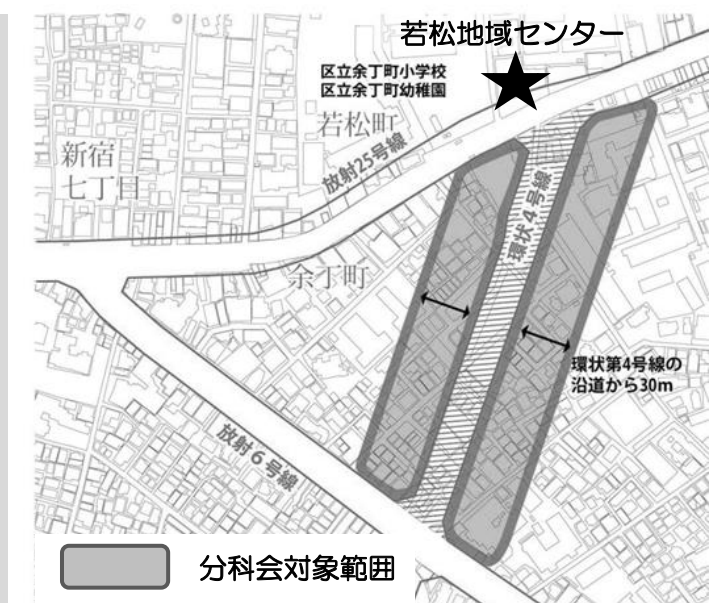 若松地域センター
区立余丁町小学校
区立余丁町幼稚園
若松町
新宿
七丁目
放射25号線
環状4号線
余丁町
環状第4号線の
沿道から30m
放射6号線
分科会対象範囲